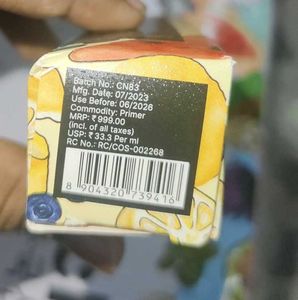 Batch No.: CN83
Mfg. Date: 07/2023
Use Before: 06/2026
Commodity: Primer
MRP: ₹ 999.00
(incl. of all taxes)
USP: ₹ 33.3 Per ml
RC No.: RC/COS-002268
8 904320 739416